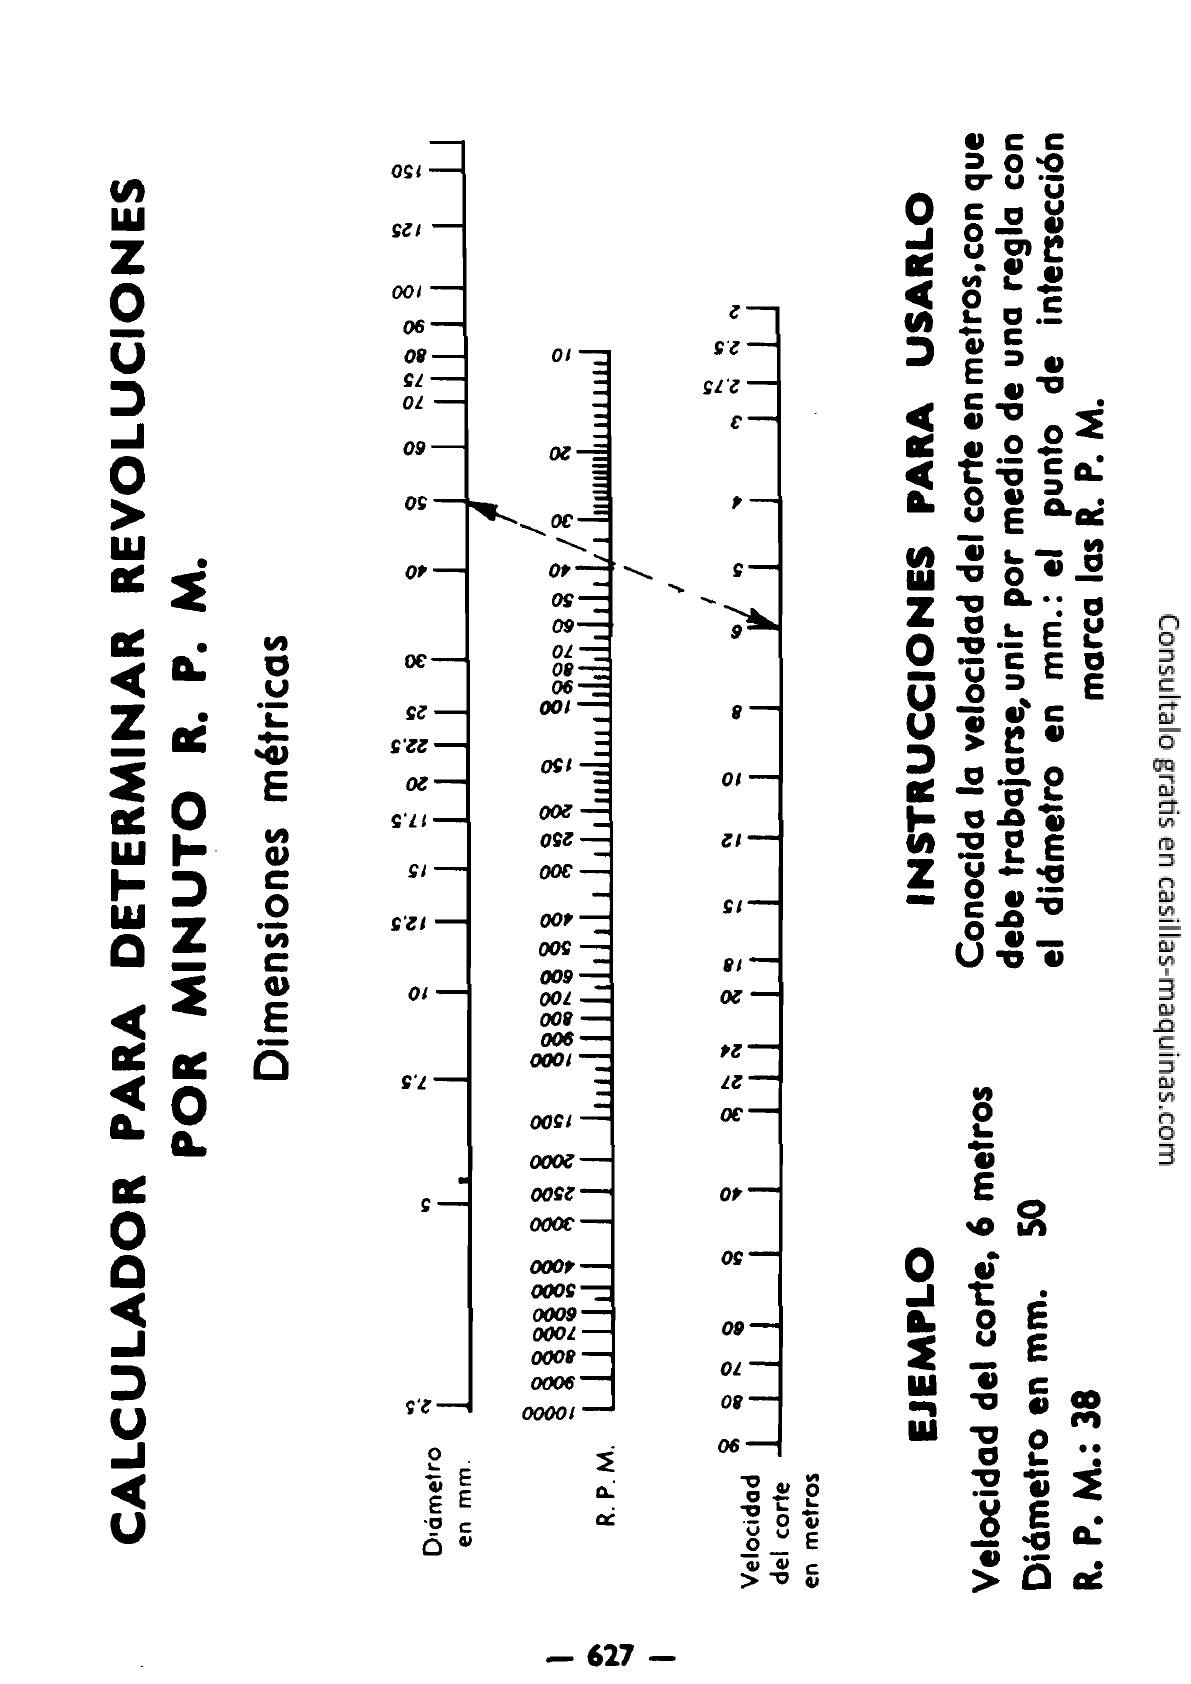 CALCULADOR PARA DETERMINAR REVOLUCIONES
POR MINUTO R. P. M.
Dimensiones métricas
Diámetro
en mm.
2,5 5 7,5 10 12,5 15 17,5 20 22,5 25 30 40 50 60 70 75 80 90 100 125 150
R. P. M.
10000 9000 8000 7000 6000 5000 4000 3000 2500 2000 1500 1000 900 800 700 600 500 400 300 250 200 150 100 90 80 70 60 50 40 30 20 10
Velocidad
del corte
en metros
90 80 70 60 50 40 30 27 24 20 18 15 12 10 8 6 5 4 3 2,75 2,5 2
EJEMPLO
Velocidad del corte, 6 metros
Diámetro en mm. 50
R. P. M.: 38
INSTRUCCIONES PARA USARLO
Conocida la velocidad del corte en metros, con que
debe trabajarse, unir por medio de una regla con
el diámetro en mm.: el punto de intersección
marca las R. P. M.
— 627 —
Consultalo gratis en casillas-maquinas.com